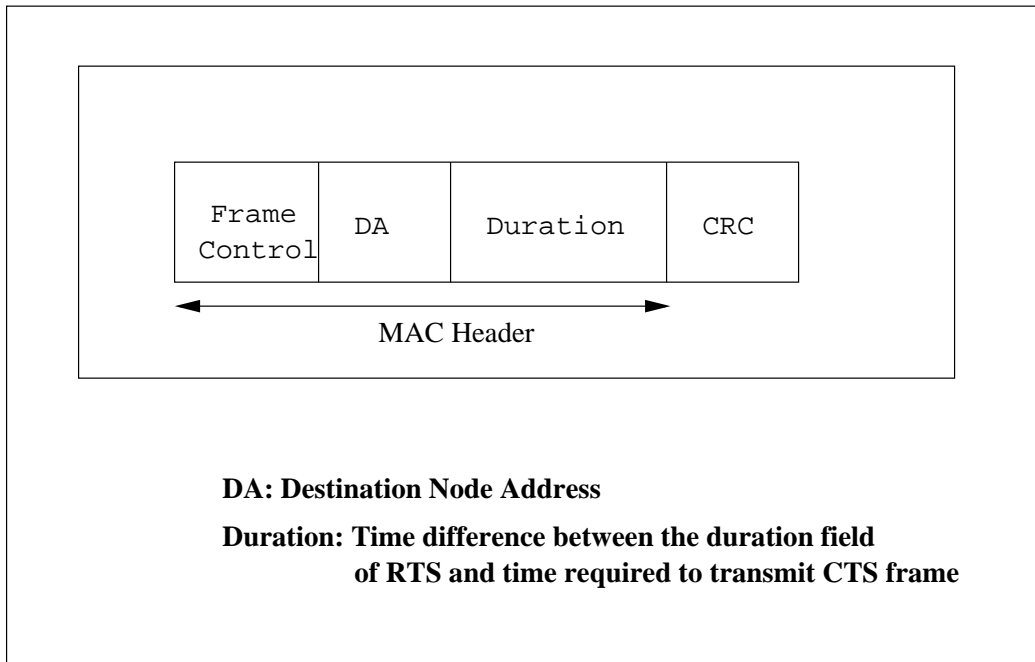 Frame
Control
DA
Duration
CRC
MAC Header
DA: Destination Node Address
Duration: Time difference between the duration field
of RTS and time required to transmit CTS frame